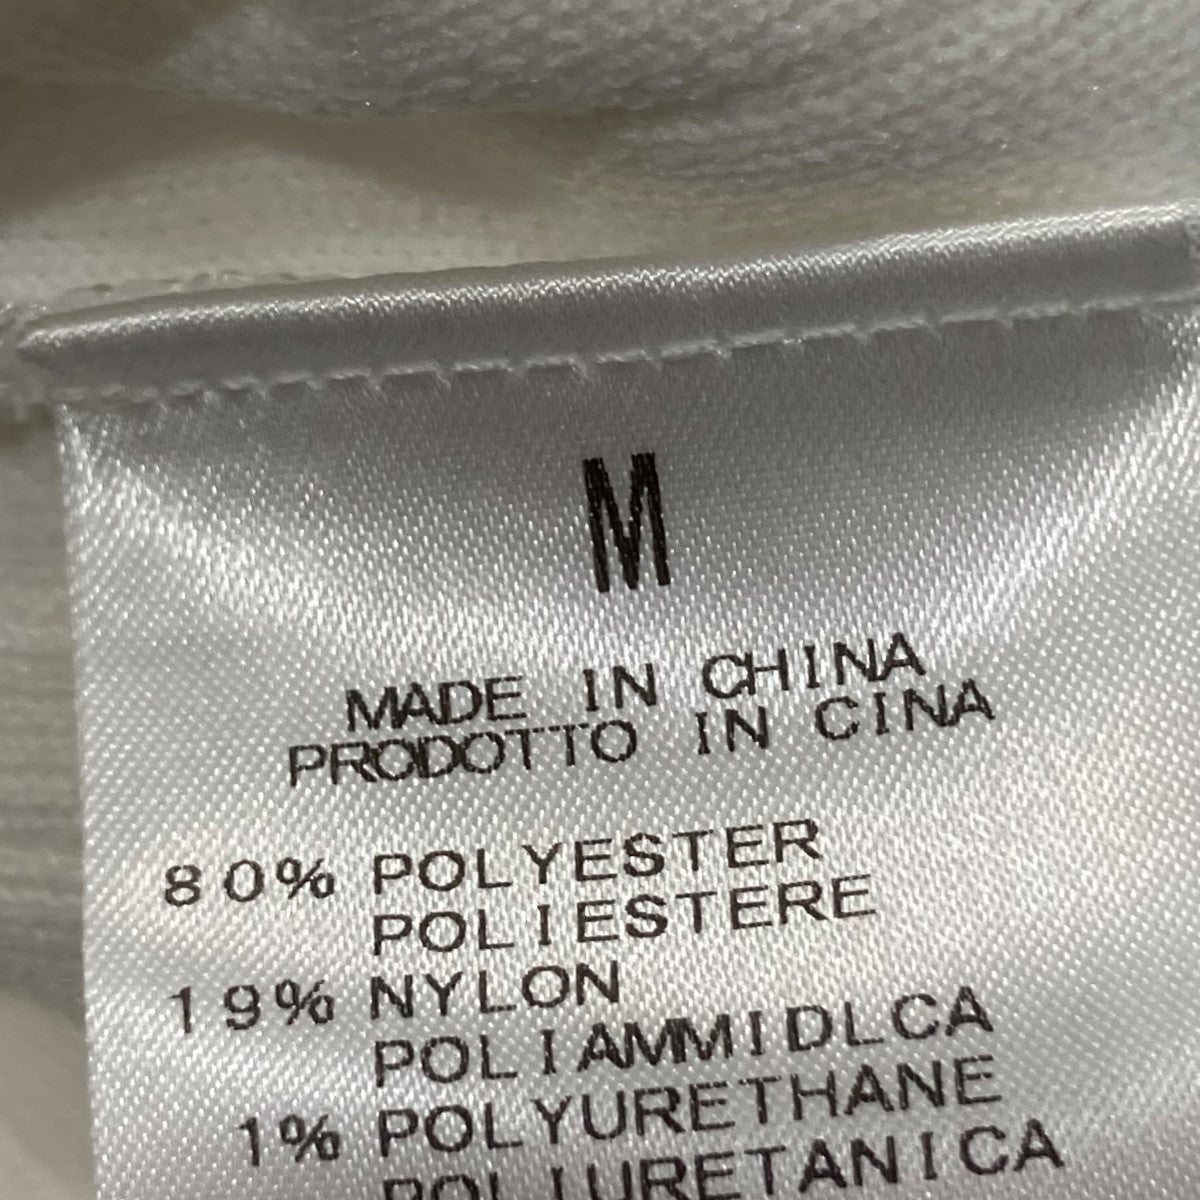 M
MADE IN CHINA
PRODOTTO IN CINA
80% POLYESTER
POLIESTERE
19% NYLON
POLIAMMIDLCA
1% POLYURETHANE
POLIURETANICA